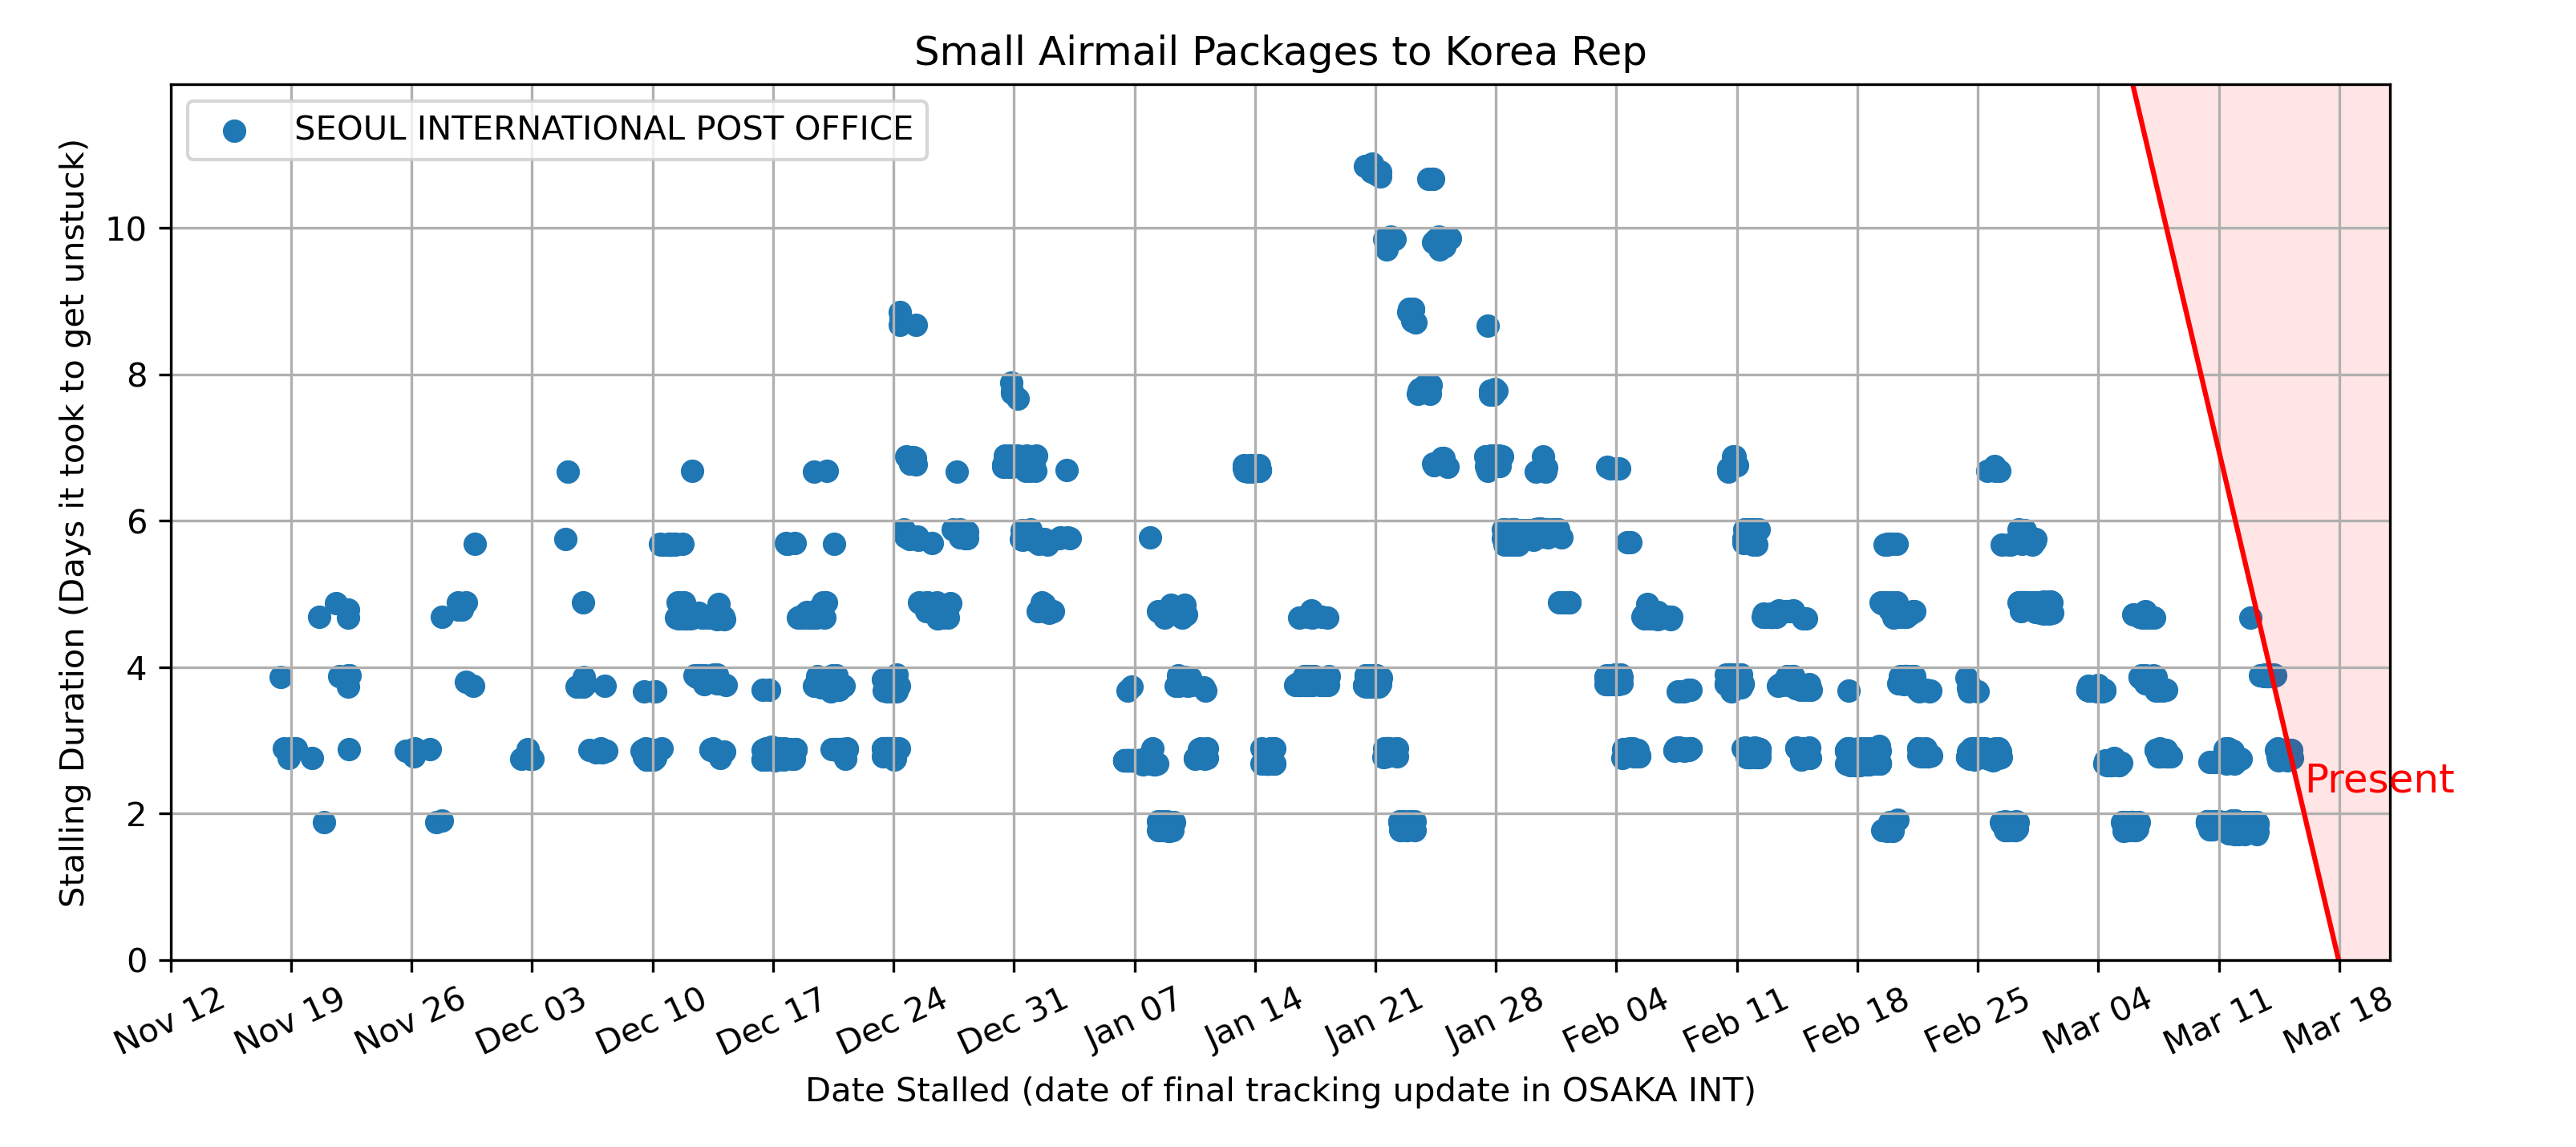 Small Airmail Packages to Korea Rep
SEOUL INTERNATIONAL POST OFFICE
Stalling Duration (Days it took to get unstuck)
10
8
6
4
2
0
Present
Nov 12 Nov 19 Nov 26 Dec 03 Dec 10 Dec 17 Dec 24 Dec 31 Jan 07 Jan 14 Jan 21 Jan 28 Feb 04 Feb 11 Feb 18 Feb 25 Mar 04 Mar 11 Mar 18
Date Stalled (date of final tracking update in OSAKA INT)